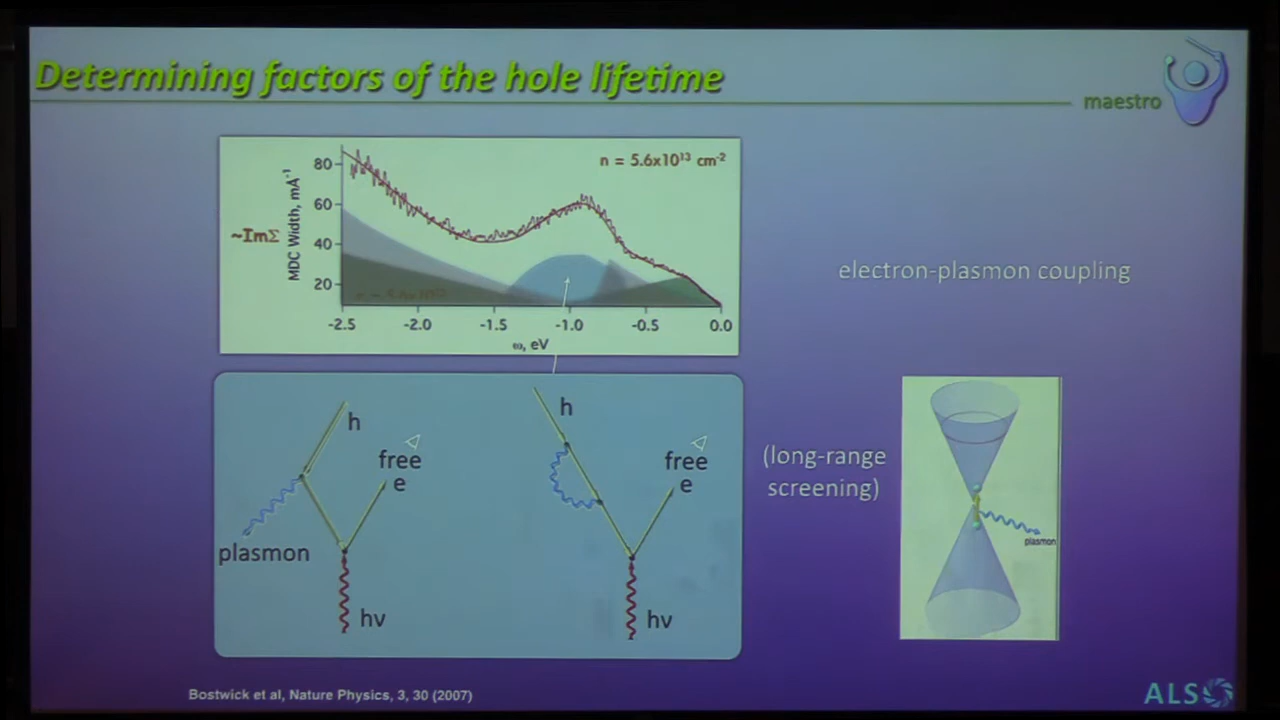 Determining factors of the hole lifetime
maestro
n = 5.6x10¹³ cm⁻²
~ImΣ
MDC Width, mA⁻¹
80
60
40
20
-2.5
-2.0
-1.5
-1.0
-0.5
0.0
ω, eV
electron-plasmon coupling
h
free
e
plasmon
hν
h
free
e
hν
(long-range
screening)
plasmon
Bostwick et al, Nature Physics, 3, 30 (2007)
ALS